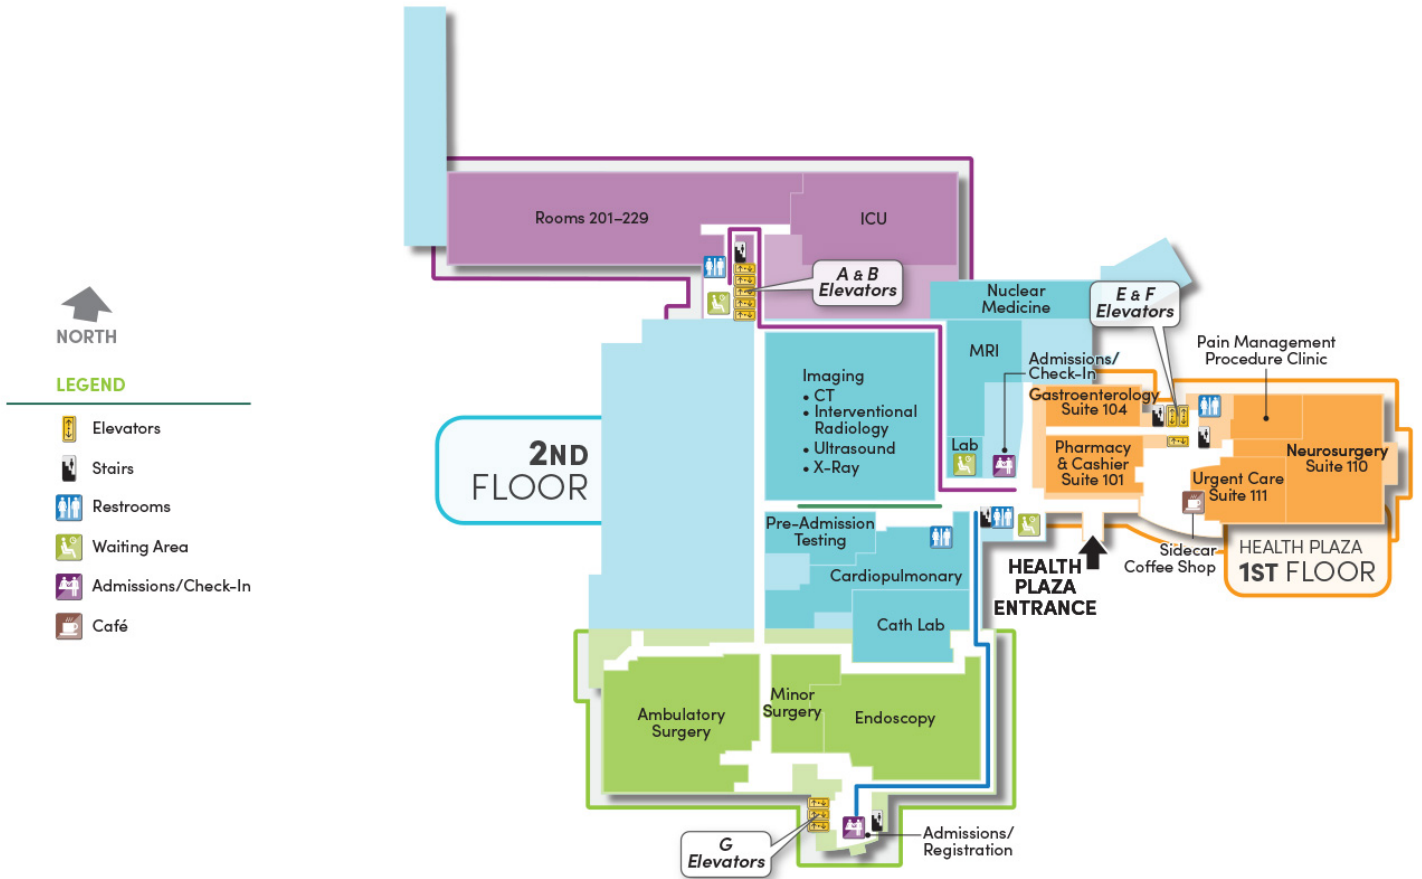 Rooms 201–229
ICU
A & B
Elevators
Nuclear
Medicine
E & F
Elevators
NORTH
LEGEND
Elevators
Stairs
Restrooms
Waiting Area
Admissions/Check-In
Café
2ND
FLOOR
Imaging
• CT
• Interventional
Radiology
• Ultrasound
• X-Ray
MRI
Lab
Admissions/
Check-In
Gastroenterology
Suite 104
Pharmacy
& Cashier
Suite 101
Pain Management
Procedure Clinic
Neurosurgery
Suite 110
Urgent Care
Suite 111
Sidecar
Coffee Shop
HEALTH PLAZA
1ST FLOOR
HEALTH
PLAZA
ENTRANCE
Pre-Admission
Testing
Cardiopulmonary
Cath Lab
Ambulatory
Surgery
Minor
Surgery
Endoscopy
G
Elevators
Admissions/
Registration